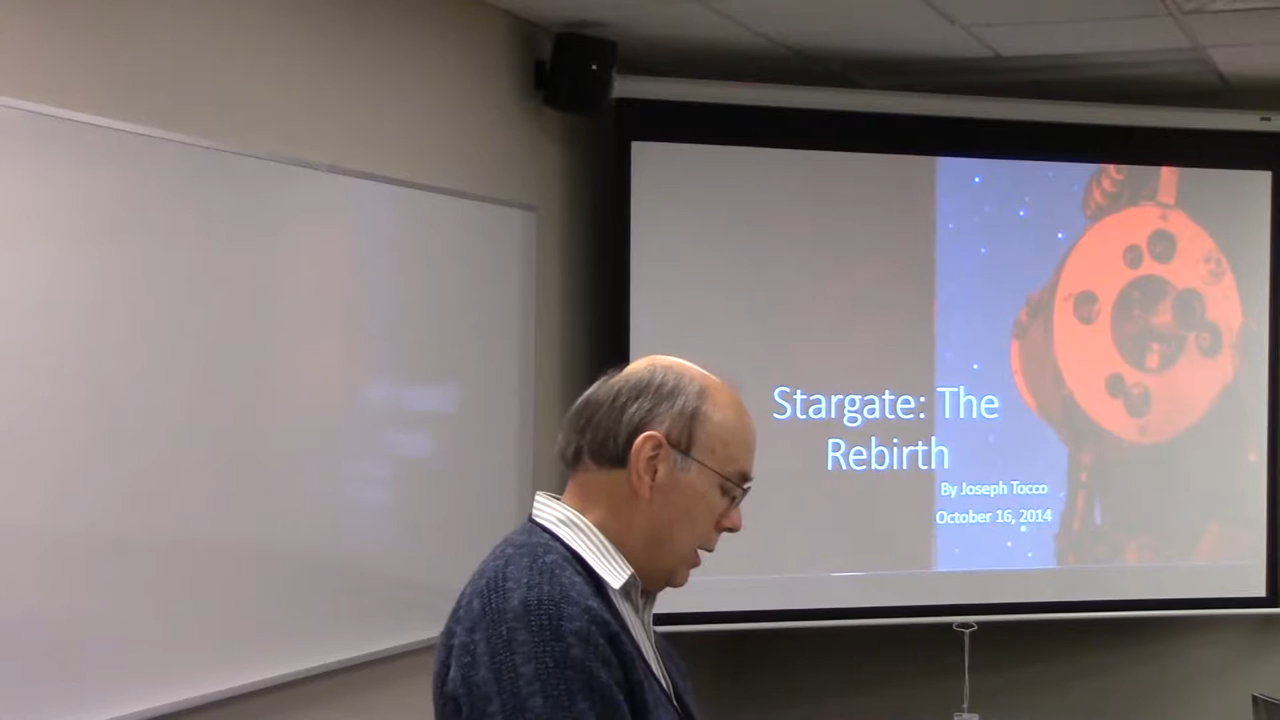 Stargate: The
Rebirth
By Joseph Tocco
October 16, 2014